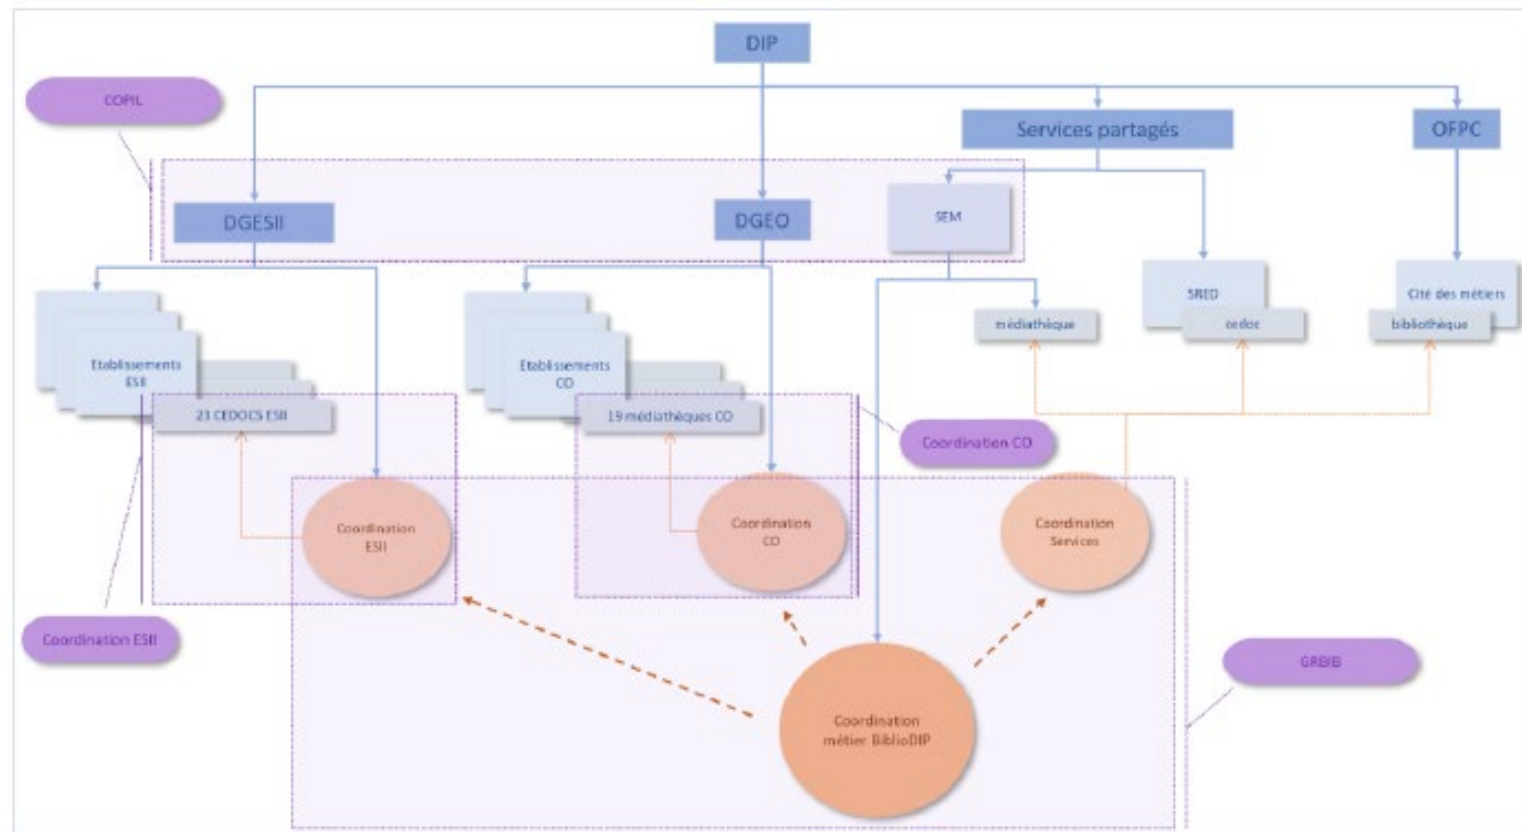 DIP
COPIL
Services partagés
OFPC
DGESII
DGEO
SEM
SRED
Cité des métiers
médiathèque
cedoc
bibliothèque
Etablissements
ESII
Etablissements
CO
23 CEDOCS ESII
19 médiathèques CO
Coordination CO
Coordination
ESII
Coordination
CO
Coordination
Services
Coordination ESII
GRBIB
Coordination
métier BiblioDIP